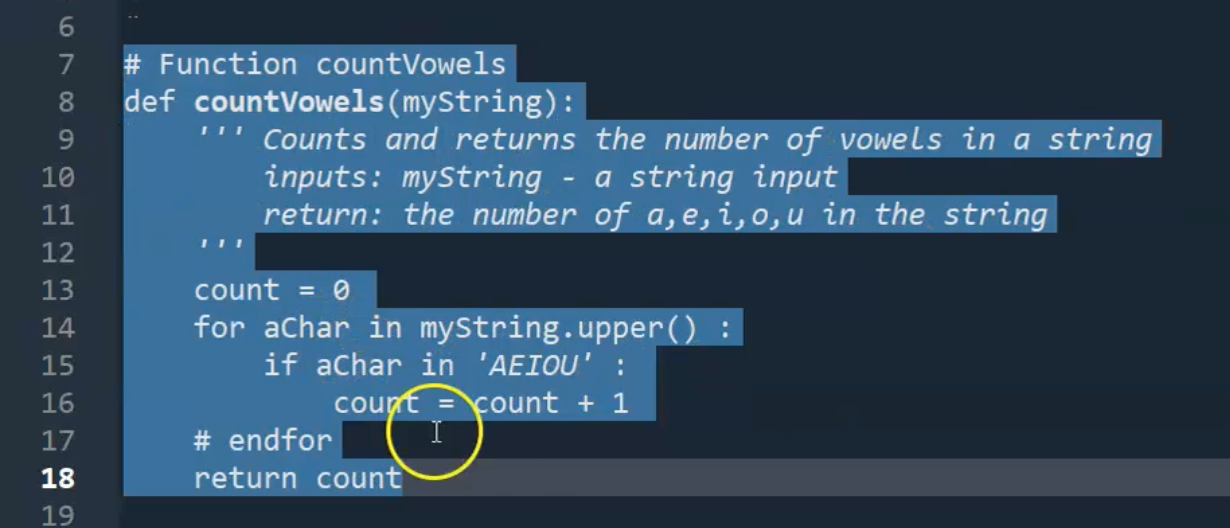 6
7 # Function countVowels
8 def countVowels(myString):
9     ''' Counts and returns the number of vowels in a string
10         inputs: myString - a string input
11         return: the number of a,e,i,o,u in the string
12     '''
13     count = 0
14     for aChar in myString.upper() :
15         if aChar in 'AEIOU' :
16             count = count + 1
17     # endfor
18     return count
19